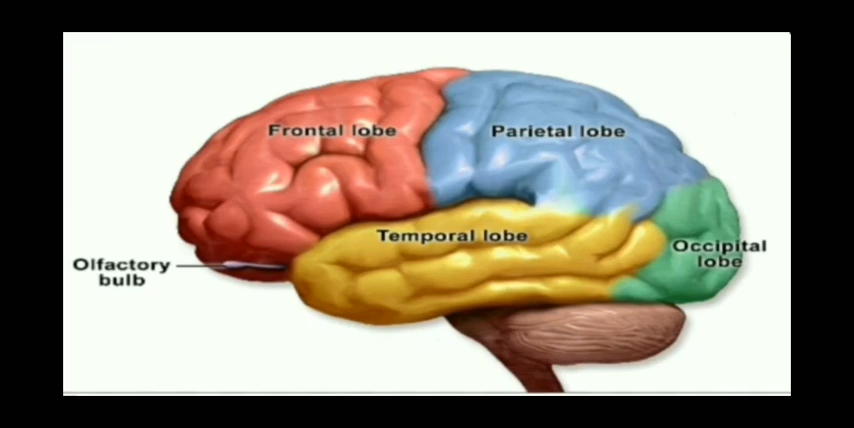 Frontal lobe
Parietal lobe
Temporal lobe
Occipital
lobe
Olfactory
bulb